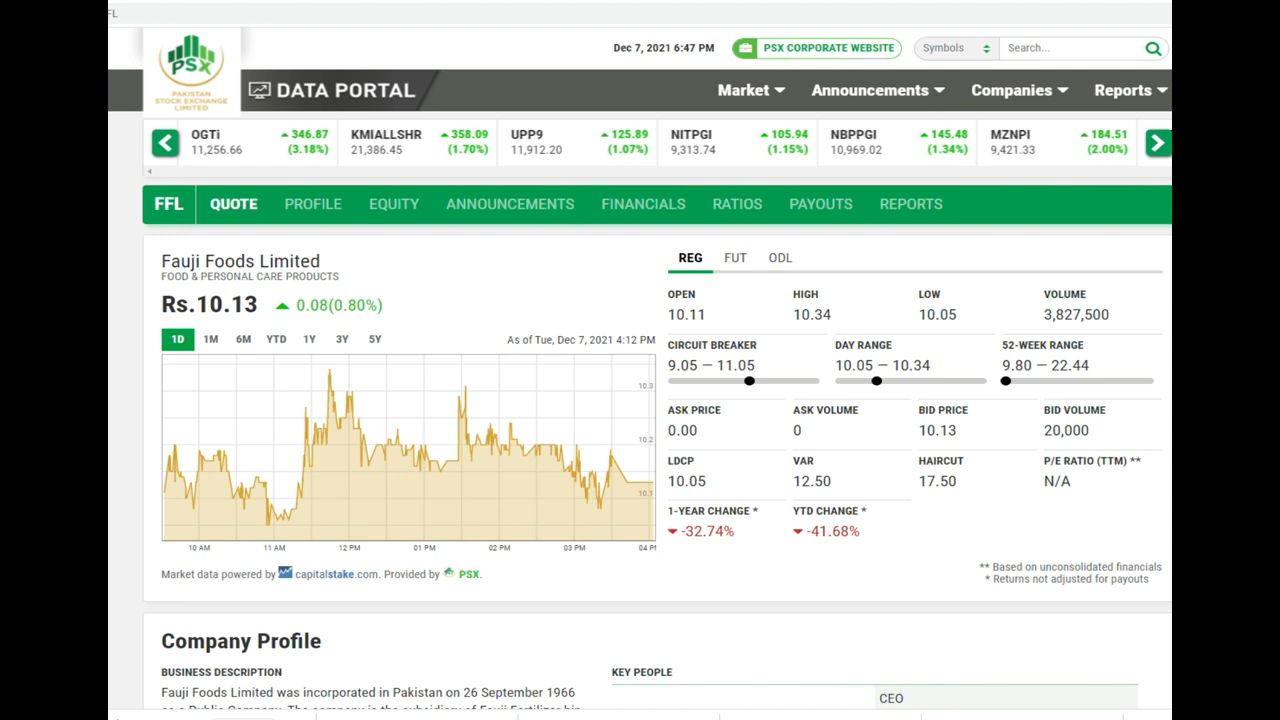 FL
Dec 7, 2021 6:47 PM
PSX CORPORATE WEBSITE
Symbols
Search...
PSX
PAKISTAN
STOCK EXCHANGE
LIMITED
DATA PORTAL
Market
Announcements
Companies
Reports
OGTi 346.87
11,256.66 (3.18%)
KMIALLSHR 358.09
21,386.45 (1.70%)
UPP9 125.89
11,912.20 (1.07%)
NITPGI 105.94
9,313.74 (1.15%)
NBPPGI 145.48
10,969.02 (1.34%)
MZNPI 184.51
9,421.33 (2.00%)
FFL QUOTE PROFILE EQUITY ANNOUNCEMENTS FINANCIALS RATIOS PAYOUTS REPORTS
Fauji Foods Limited
FOOD & PERSONAL CARE PRODUCTS
Rs.10.13 0.08(0.80%)
1D 1M 6M YTD 1Y 3Y 5Y
As of Tue, Dec 7, 2021 4:12 PM
10.3
10.2
10.1
10 AM 11 AM 12 PM 01 PM 02 PM 03 PM 04 P
Market data powered by capitalstake.com. Provided by PSX.
REG FUT ODL
OPEN HIGH LOW VOLUME
10.11 10.34 10.05 3,827,500
CIRCUIT BREAKER DAY RANGE 52-WEEK RANGE
9.05 — 11.05 10.05 — 10.34 9.80 — 22.44
ASK PRICE ASK VOLUME BID PRICE BID VOLUME
0.00 0 10.13 20,000
LDCP VAR HAIRCUT P/E RATIO (TTM) **
10.05 12.50 17.50 N/A
1-YEAR CHANGE * YTD CHANGE *
-32.74% -41.68%
** Based on unconsolidated financials
* Returns not adjusted for payouts
Company Profile
BUSINESS DESCRIPTION
Fauji Foods Limited was incorporated in Pakistan on 26 September 1966
as a Public Company. The company is the subsidiary of Fauji Fertilizer bin
KEY PEOPLE
CEO